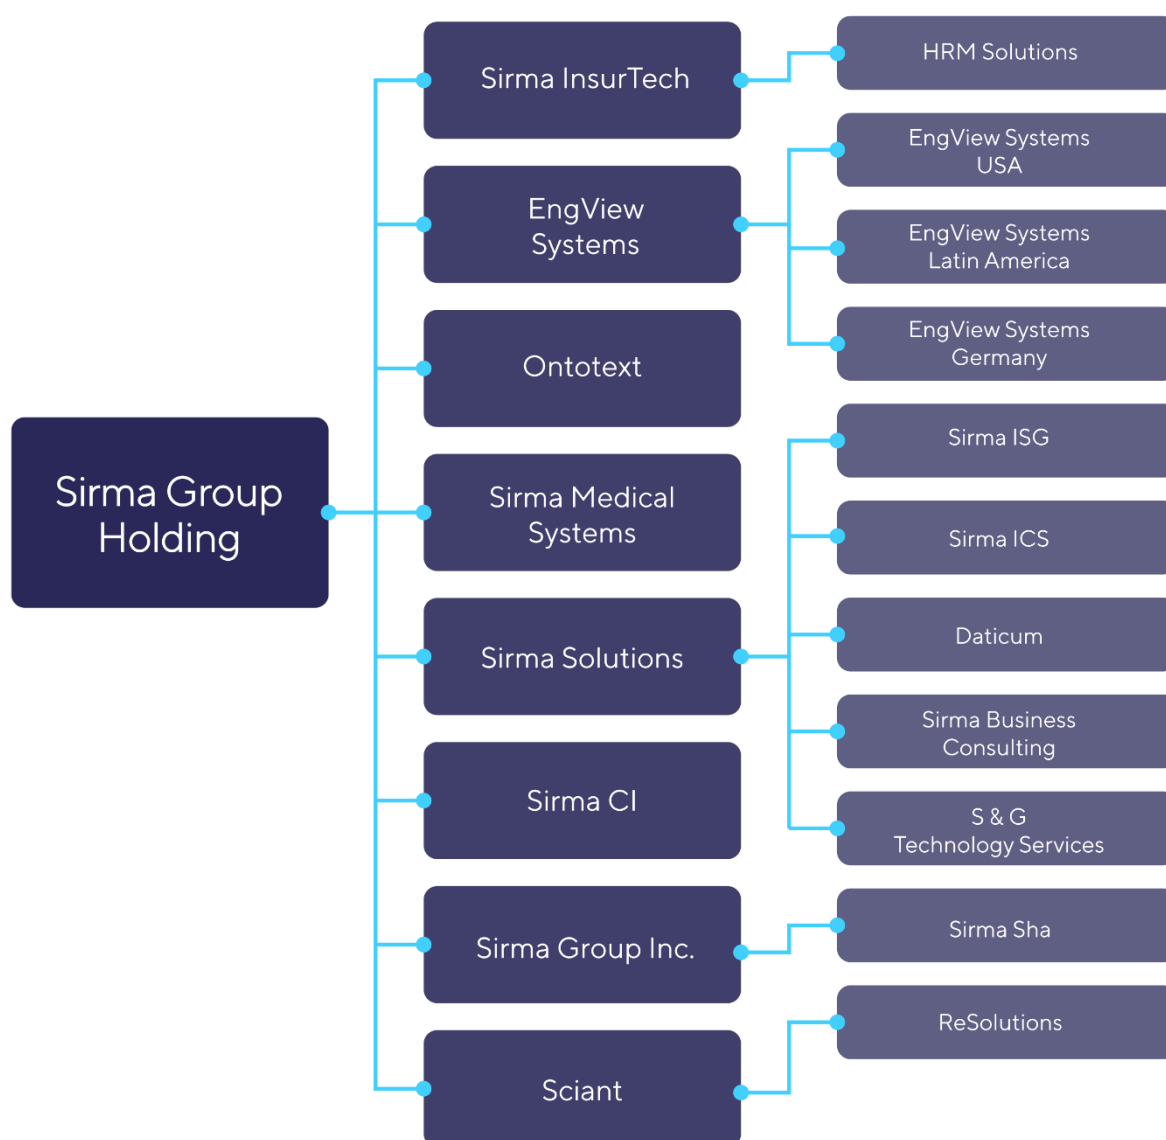 Sirma Group
Holding
Sirma InsurTech
EngView
Systems
Ontotext
Sirma Medical
Systems
Sirma Solutions
Sirma CI
Sirma Group Inc.
Sciant
HRM Solutions
EngView Systems
USA
EngView Systems
Latin America
EngView Systems
Germany
Sirma ISG
Sirma ICS
Daticum
Sirma Business
Consulting
S & G
Technology Services
Sirma Sha
ReSolutions